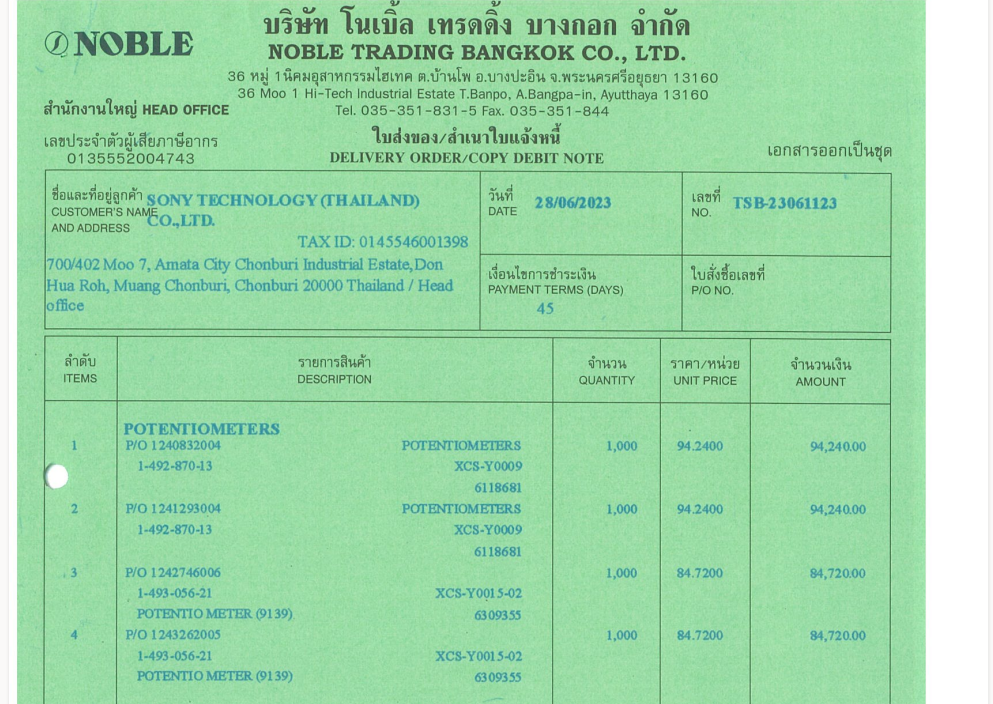 NOBLE
บริษัท โนเบิ้ล เทรดดิ้ง บางกอก จำกัด
NOBLE TRADING BANGKOK CO., LTD.
36 หมู่ 1นิคมอุสาหกรรมไฮเทค ต.บ้านโพ อ.บางปะอิน จ.พระนครศรีอยุธยา 13160
36 Moo 1 Hi-Tech Industrial Estate T.Banpo, A.Bangpa-in, Ayutthaya 13160
สำนักงานใหญ่ HEAD OFFICE
Tel. 035-351-831-5 Fax. 035-351-844
เลขประจำตัวผู้เสียภาษีอากร
0135552004743
ใบส่งของ/สำเนาใบแจ้งหนี้
DELIVERY ORDER/COPY DEBIT NOTE
เอกสารออกเป็นชุด
ชื่อและที่อยู่ลูกค้า SONY TECHNOLOGY (THAILAND)
CUSTOMER'S NAME CO.,LTD.
AND ADDRESS
TAX ID: 0145546001398
700/402 Moo 7, Amata City Chonburi Industrial Estate,Don
Hua Roh, Muang Chonburi, Chonburi 20000 Thailand / Head
office
วันที่
DATE 28/06/2023
เลขที่
NO. TSB-23061123
เงื่อนไขการชำระเงิน
PAYMENT TERMS (DAYS)
45
ใบสั่งซื้อเลขที่
P/O NO.
ลำดับ รายการสินค้า จำนวน ราคา/หน่วย จำนวนเงิน
ITEMS DESCRIPTION QUANTITY UNIT PRICE AMOUNT
POTENTIOMETERS
1 P/O 1240832004 POTENTIOMETERS 1,000 94.2400 94,240.00
1-492-870-13 XCS-Y0009
6118681
2 P/O 1241293004 POTENTIOMETERS 1,000 94.2400 94,240.00
1-492-870-13 XCS-Y0009
6118681
3 P/O 1242746006 1,000 84.7200 84,720.00
1-493-056-21 XCS-Y0015-02
POTENTIO METER (9139) 6309355
4 P/O 1243262005 1,000 84.7200 84,720.00
1-493-056-21 XCS-Y0015-02
POTENTIO METER (9139) 6309355